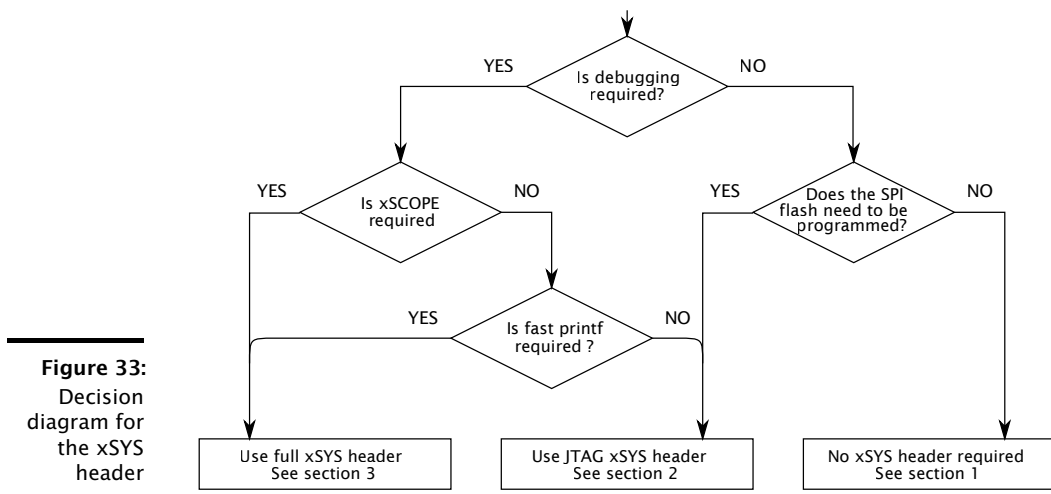 Is debugging
required?
YES
NO
Is xSCOPE
required
YES
NO
Does the SPI
flash need to be
programmed?
YES
NO
Is fast printf
required ?
YES
NO
Figure 33:
Decision
diagram for
the xSYS
header
Use full xSYS header
See section 3
Use JTAG xSYS header
See section 2
No xSYS header required
See section 1